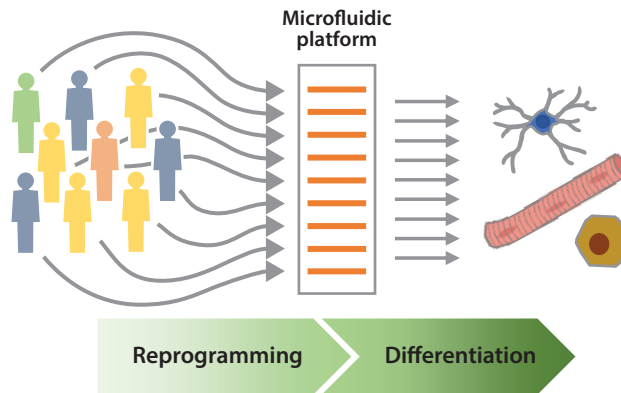 Microfluidic
platform
Reprogramming
Differentiation